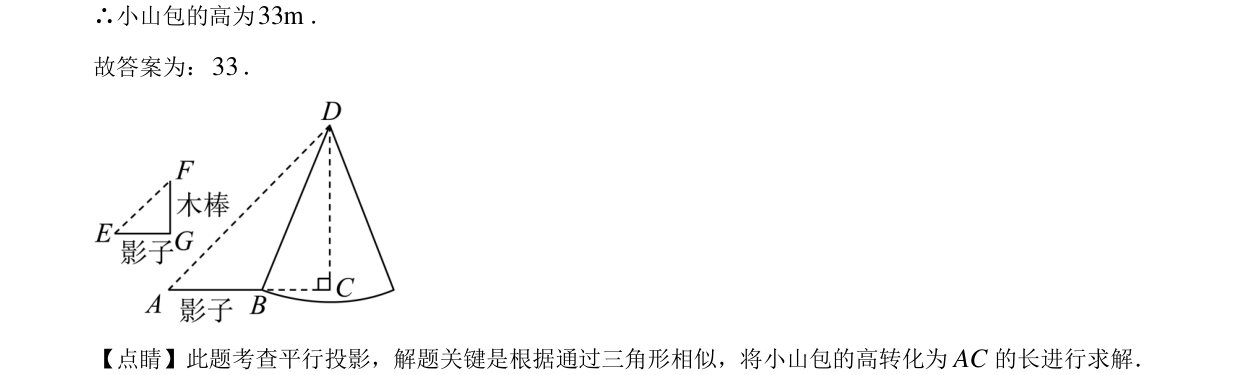 ∴小山包的高为33m．
故答案为：33．
D
F
木棒
E
G
影子
A
影子
B
C
【点睛】此题考查平行投影，解题关键是根据通过三角形相似，将小山包的高转化为AC的长进行求解．